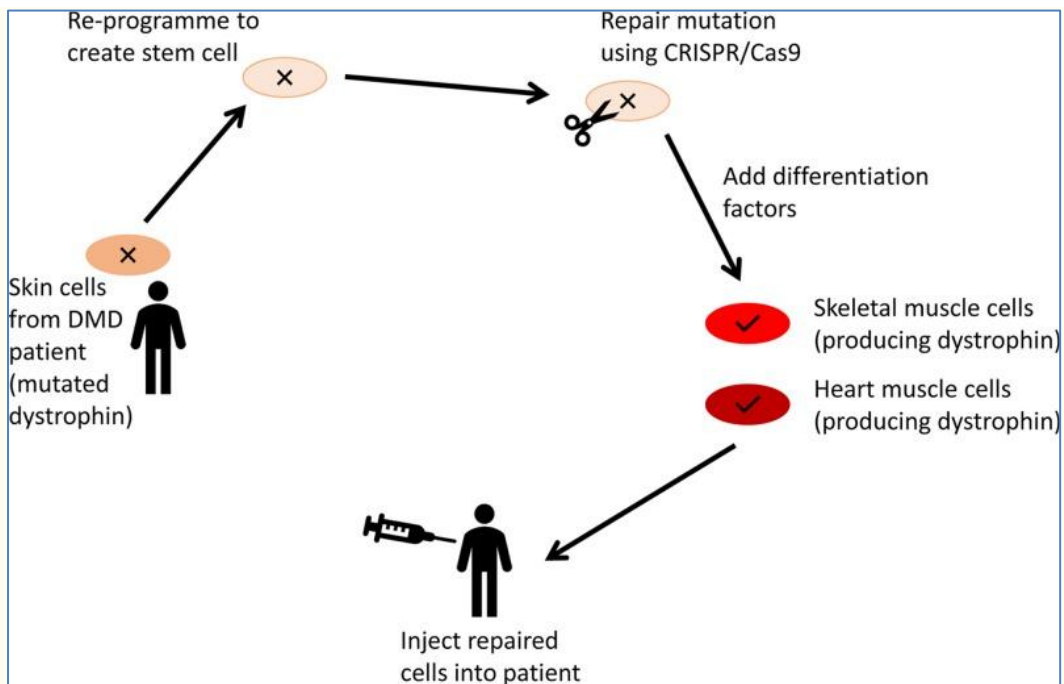 Re-programme to
create stem cell
Repair mutation
using CRISPR/Cas9
Add differentiation
factors
Skin cells
from DMD
patient
(mutated
dystrophin)
Skeletal muscle cells
(producing dystrophin)
Heart muscle cells
(producing dystrophin)
Inject repaired
cells into patient